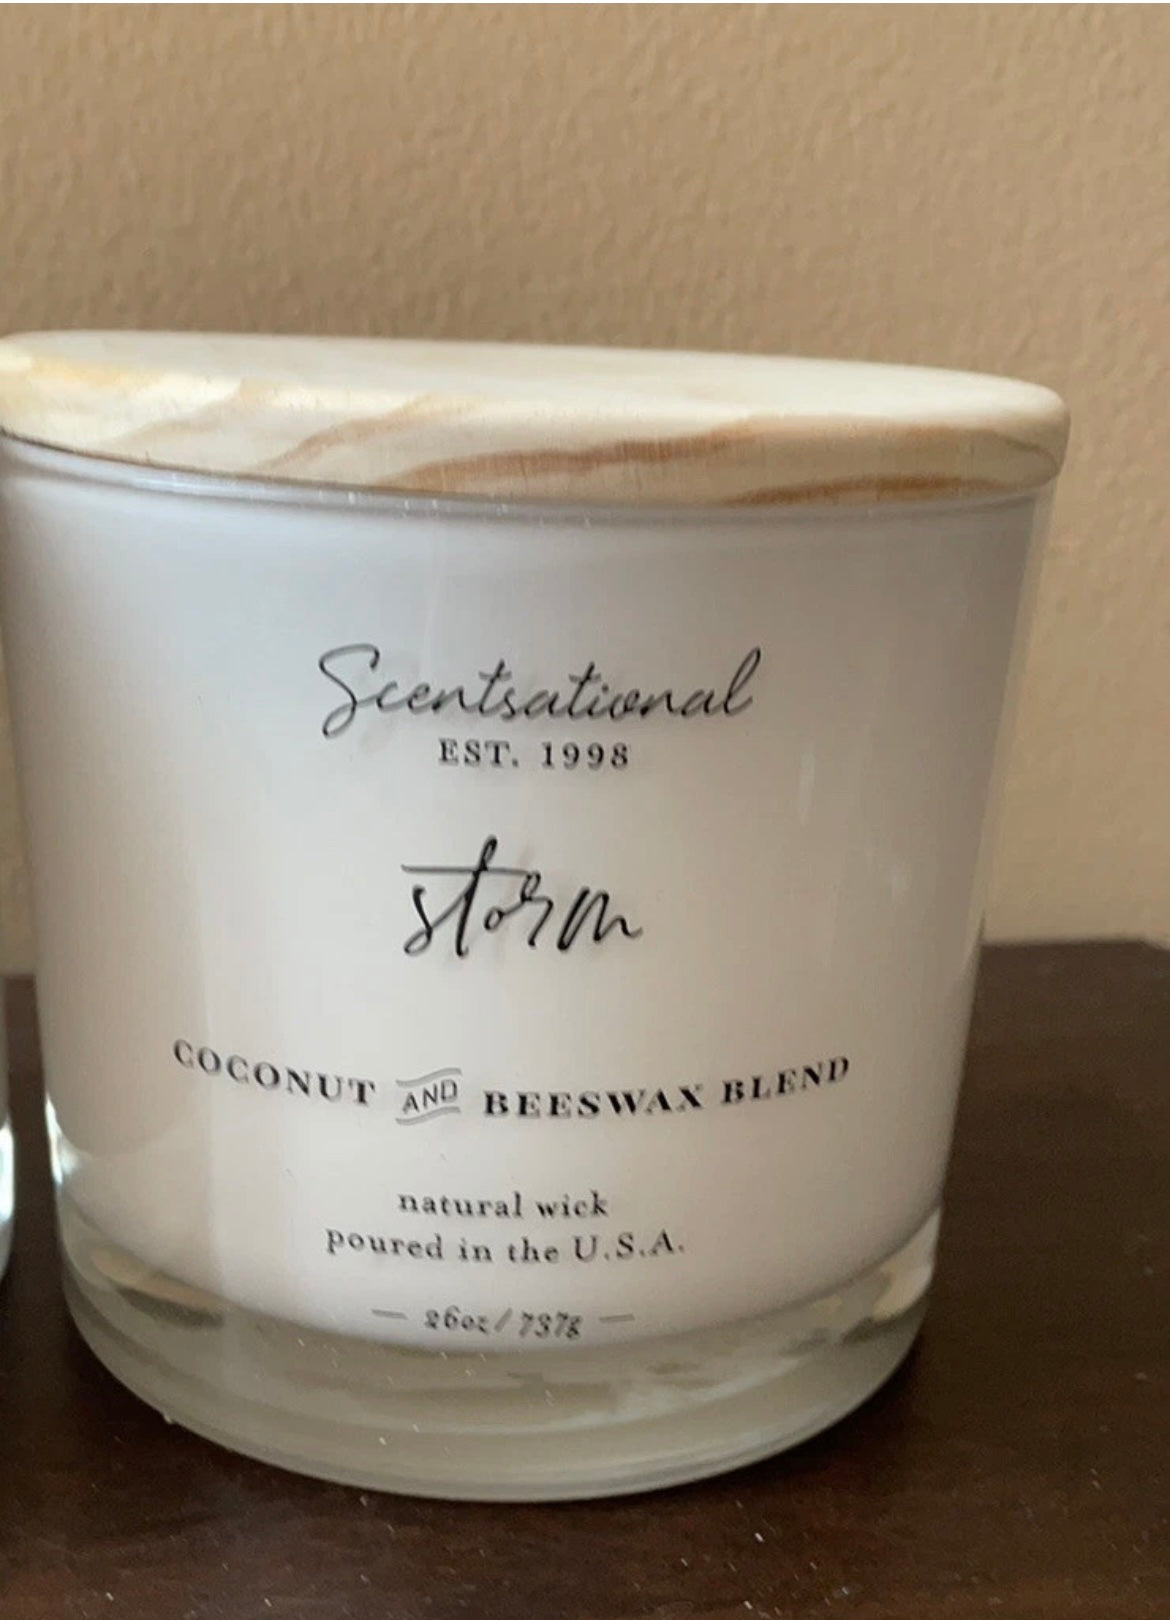 Scentsational
EST. 1998
storm
COCONUT AND BEESWAX BLEND
natural wick
poured in the U.S.A.
— 26oz / 737g —